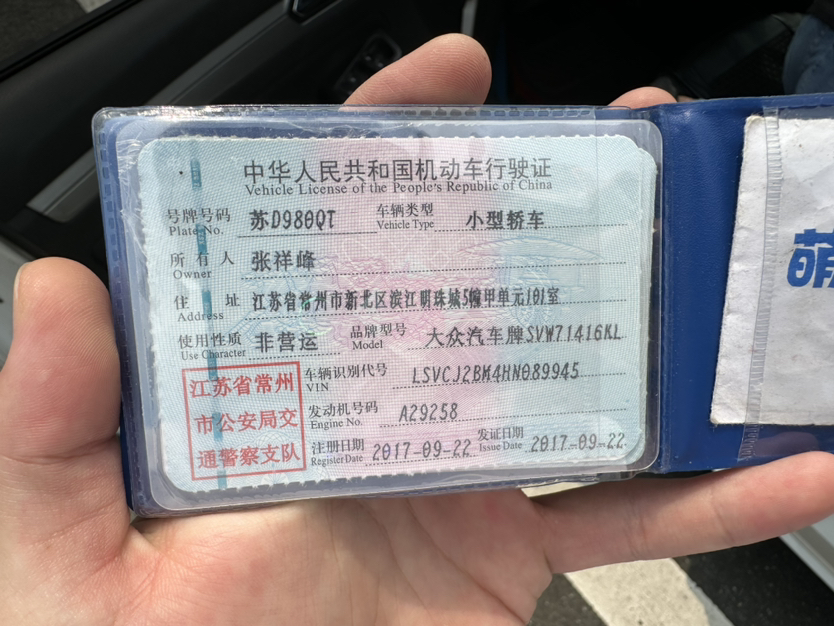 中华人民共和国机动车行驶证
Vehicle License of the People's Republic of China
号牌号码 苏D980QT 车辆类型 小型轿车
Plate No. Vehicle Type
所有人 张祥峰
Owner
住址 江苏省常州市新北区滨江明珠城5幢甲单元101室
Address
使用性质 非营运 品牌型号 大众汽车牌SVW71416KL
Use Character Model
江苏省常州 车辆识别代号 LSVCJ2BM4HN089945
VIN
市公安局交 发动机号码 A29258
Engine No.
通警察支队 注册日期 2017-09-22 发证日期 2017-09-22
Register Date Issue Date
萌